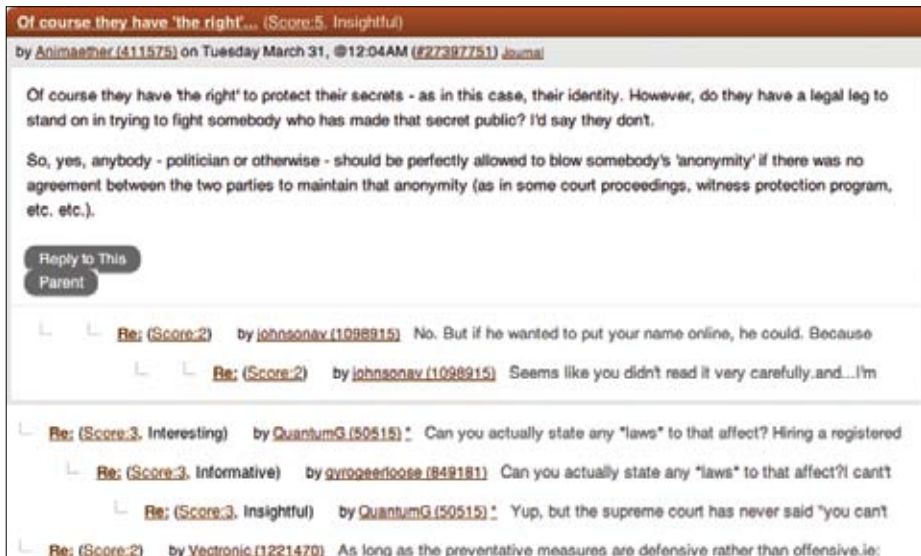 Of course they have 'the right'... (Score:5, Insightful)
by Animaether (411575) on Tuesday March 31, @12:04AM (#27397751) Journal
Of course they have 'the right' to protect their secrets - as in this case, their identity. However, do they have a legal leg to
stand on in trying to fight somebody who has made that secret public? I'd say they don't.
So, yes, anybody - politician or otherwise - should be perfectly allowed to blow somebody's 'anonymity' if there was no
agreement between the two parties to maintain that anonymity (as in some court proceedings, witness protection program,
etc. etc.).
Reply to This
Parent
Re: (Score:2) by johnsonav (1098915) No. But if he wanted to put your name online, he could. Because
Re: (Score:2) by johnsonav (1098915) Seems like you didn't read it very carefully.and...I'm
Re: (Score:3, Interesting) by QuantumG (50515) * Can you actually state any *laws* to that affect? Hiring a registered
Re: (Score:3, Informative) by gyrogeerloose (849181) Can you actually state any *laws* to that affect?I can't
Re: (Score:3, Insightful) by QuantumG (50515) * Yup, but the supreme court has never said "you can't
Re: (Score:2) by Vectronic (1221470) As long as the preventative measures are defensive rather than offensive.ie: